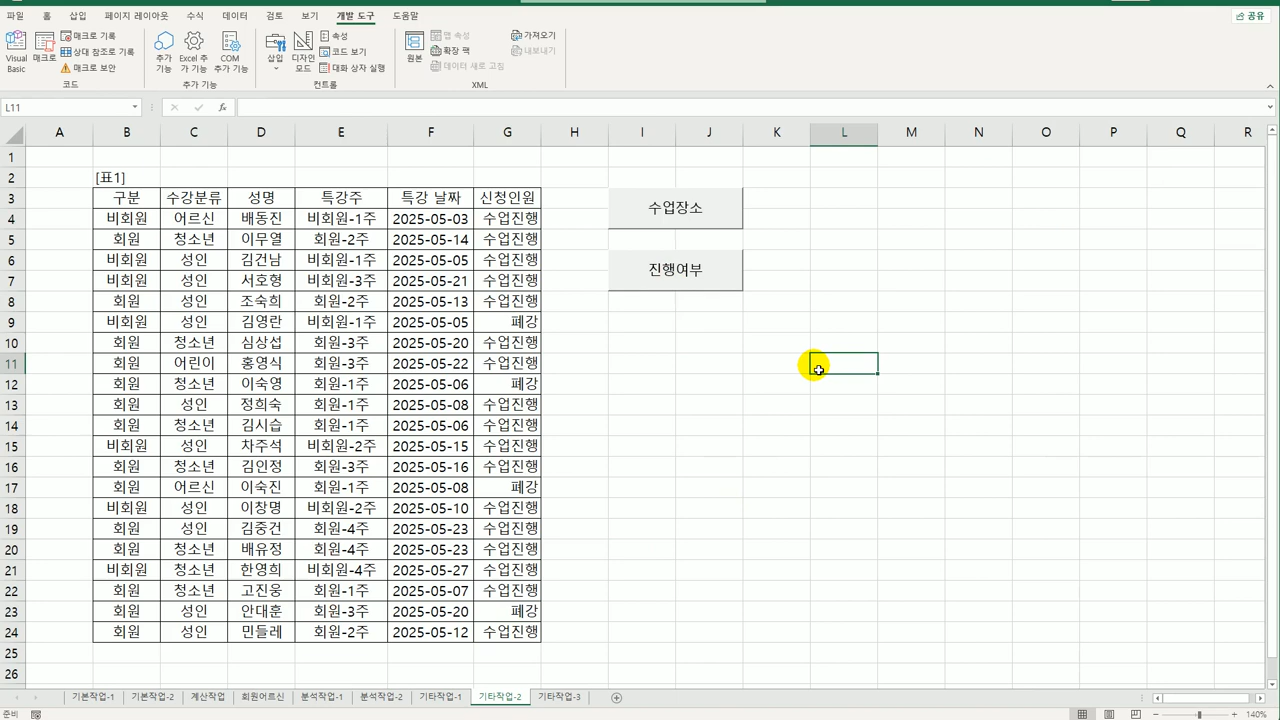 파일 홈 삽입 페이지 레이아웃 수식 데이터 검토 보기 개발 도구 도움말 공유
Visual Basic
매크로
매크로 기록
상대 참조로 기록
매크로 보안
코드
추가 기능
Excel 추가 기능
COM 추가 기능
추가 기능
삽입
디자인 모드
속성
코드 보기
대화 상자 실행
컨트롤
원본
맵 속성
확장 팩
데이터 새로 고침
가져오기
내보내기
XML
L11 fx
A B C D E F G H I J K L M N O P Q R
1
2 [표1]
3 구분 수강분류 성명 특강주 특강 날짜 신청인원
4 비회원 어르신 배동진 비회원-1주 2025-05-03 수업진행
수업장소
5 회원 청소년 이무열 회원-2주 2025-05-14 수업진행
6 비회원 성인 김건남 비회원-1주 2025-05-05 수업진행
진행여부
7 비회원 성인 서호형 비회원-3주 2025-05-21 수업진행
8 회원 성인 조숙희 회원-2주 2025-05-13 수업진행
9 비회원 성인 김영란 비회원-1주 2025-05-05 폐강
10 회원 청소년 심상섭 회원-3주 2025-05-20 수업진행
11 회원 어린이 홍영식 회원-3주 2025-05-22 수업진행
12 회원 청소년 이숙영 회원-1주 2025-05-06 폐강
13 회원 성인 정희숙 회원-1주 2025-05-08 수업진행
14 회원 청소년 김시습 회원-1주 2025-05-06 수업진행
15 비회원 성인 차주석 비회원-2주 2025-05-15 수업진행
16 회원 청소년 김인정 회원-3주 2025-05-16 수업진행
17 회원 어르신 이숙진 회원-1주 2025-05-08 폐강
18 비회원 성인 이창명 비회원-2주 2025-05-10 수업진행
19 회원 성인 김중건 회원-4주 2025-05-23 수업진행
20 회원 청소년 배유정 회원-4주 2025-05-23 수업진행
21 비회원 청소년 한영희 비회원-4주 2025-05-27 수업진행
22 회원 청소년 고진웅 회원-1주 2025-05-07 수업진행
23 회원 성인 안대훈 회원-3주 2025-05-20 폐강
24 회원 성인 민들레 회원-2주 2025-05-12 수업진행
25
26
기본작업-1 기본작업-2 계산작업 회원어르신 분석작업-1 분석작업-2 기타작업-1 기타작업-2 기타작업-3
준비 140%